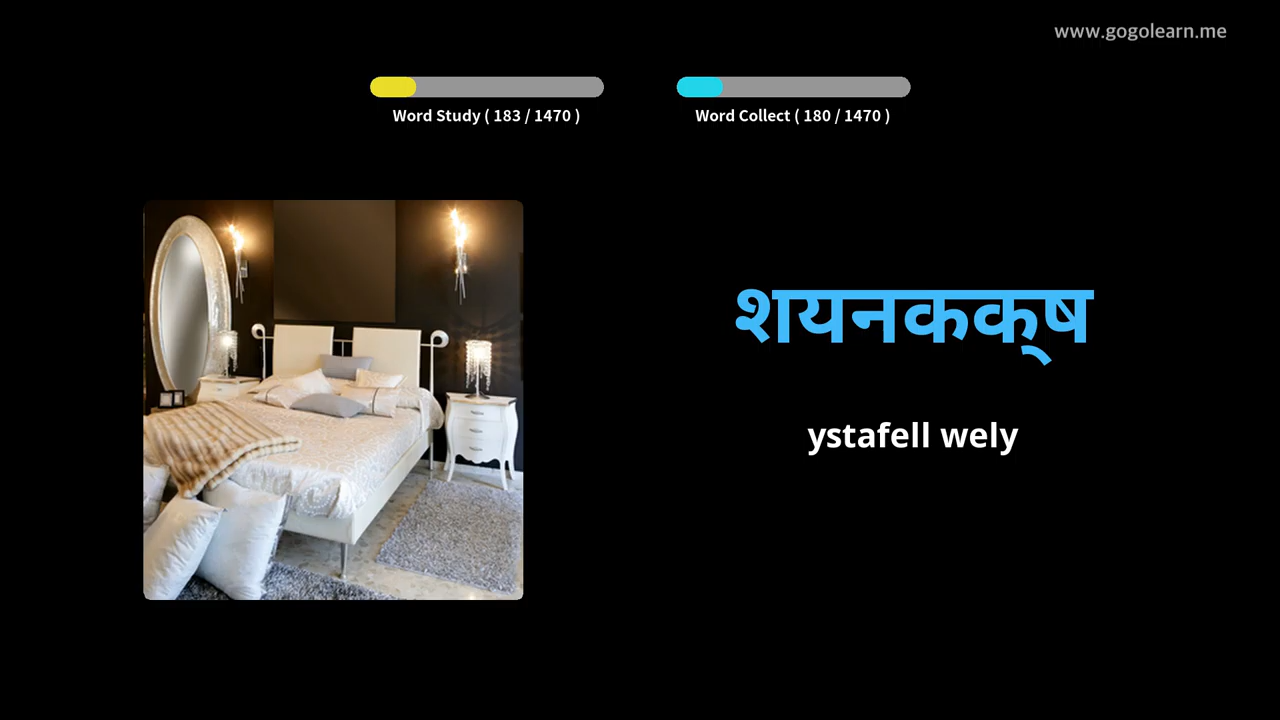 www.gogolearn.me
Word Study ( 183 / 1470 )
Word Collect ( 180 / 1470 )
शयनकक्ष
ystafell wely